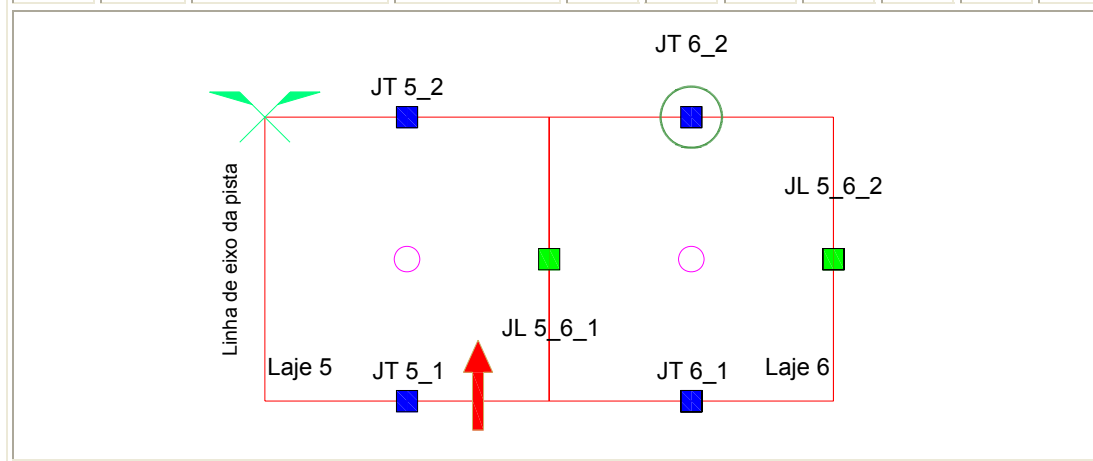 JT 6_2
JT 5_2
Linha de eixo da pista
JL 5_6_2
JL 5_6_1
Laje 5
JT 5_1
JT 6_1
Laje 6